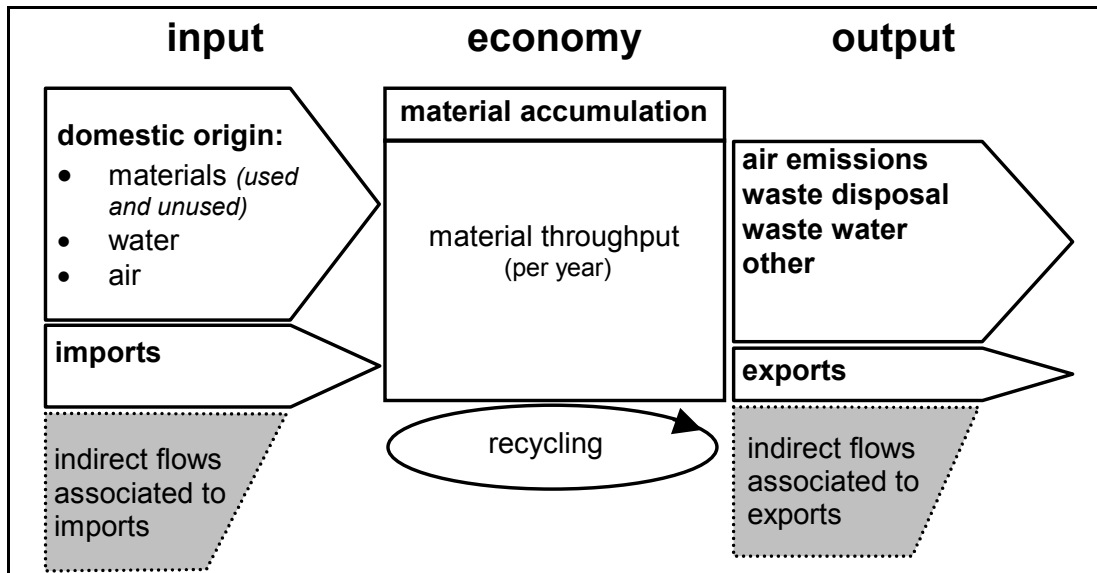 input
economy
output
domestic origin:
• materials (used
and unused)
• water
• air
imports
indirect flows
associated to
imports
material accumulation
material throughput
(per year)
recycling
air emissions
waste disposal
waste water
other
exports
indirect flows
associated to
exports